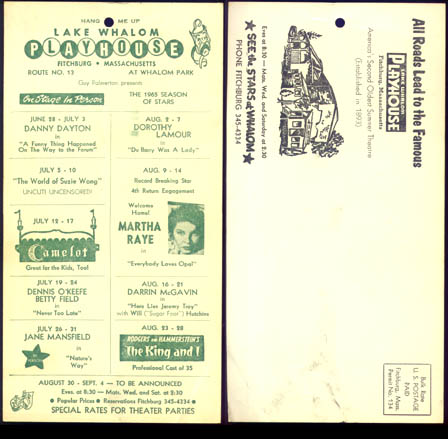 HANG ME UP
LAKE WHALOM
PLAYHOUSE
FITCHBURG • MASSACHUSETTS
ROUTE NO. 13 AT WHALOM PARK
Guy Palmerton presents
On Stage In Person
THE 1965 SEASON
OF STARS
JUNE 28 - JULY 3
DANNY DAYTON
in
"A Funny Thing Happened
On The Way to the Forum"
JULY 5 - 10
"The World of Suzie Wong"
UNCUT! UNCENSORED!!
JULY 12 - 17
Camelot
Great for the Kids, Too!
JULY 19 - 24
DENNIS O'KEEFE
BETTY FIELD
in
"Never Too Late"
JULY 26 - 31
JANE MANSFIELD
IN PERSON
in
"Nature's
Way"
AUG. 2 - 7
DOROTHY
LAMOUR
in
"Du Barry Was A Lady"
AUG. 9 - 14
Record Breaking Star
4th Return Engagement
Welcome
Home!
MARTHA
RAYE
in
"Everybody Loves Opal"
AUG. 16 - 21
DARRIN McGAVIN
in
"Here Lies Jeremy Troy"
with Will ("Sugar Foot") Hutchins
AUG. 23 - 28
RODGERS and HAMMERSTEIN'S
The King and I
Professional Cast of 35
AUGUST 30 - SEPT. 4 — TO BE ANNOUNCED
Eves. at 8:30 — Mats. Wed. and Sat. at 2:30
• Popular Prices • Reservations Fitchburg 345-4334 •
SPECIAL RATES FOR THEATER PARTIES
All Roads Lead to the Famous
LAKE WHALOM
PLAYHOUSE
Fitchburg, Massachusetts
America's Second Oldest Summer Theatre
(Established in 1893)
Eves at 8:30 — Mats. Wed. and Saturday at 2:30
★ SEE the STARS at WHALOM ★
PHONE FITCHBURG 345-4334
Bulk Rate
U. S. POSTAGE
PAID
Fitchburg, Mass.
Permit No. 134